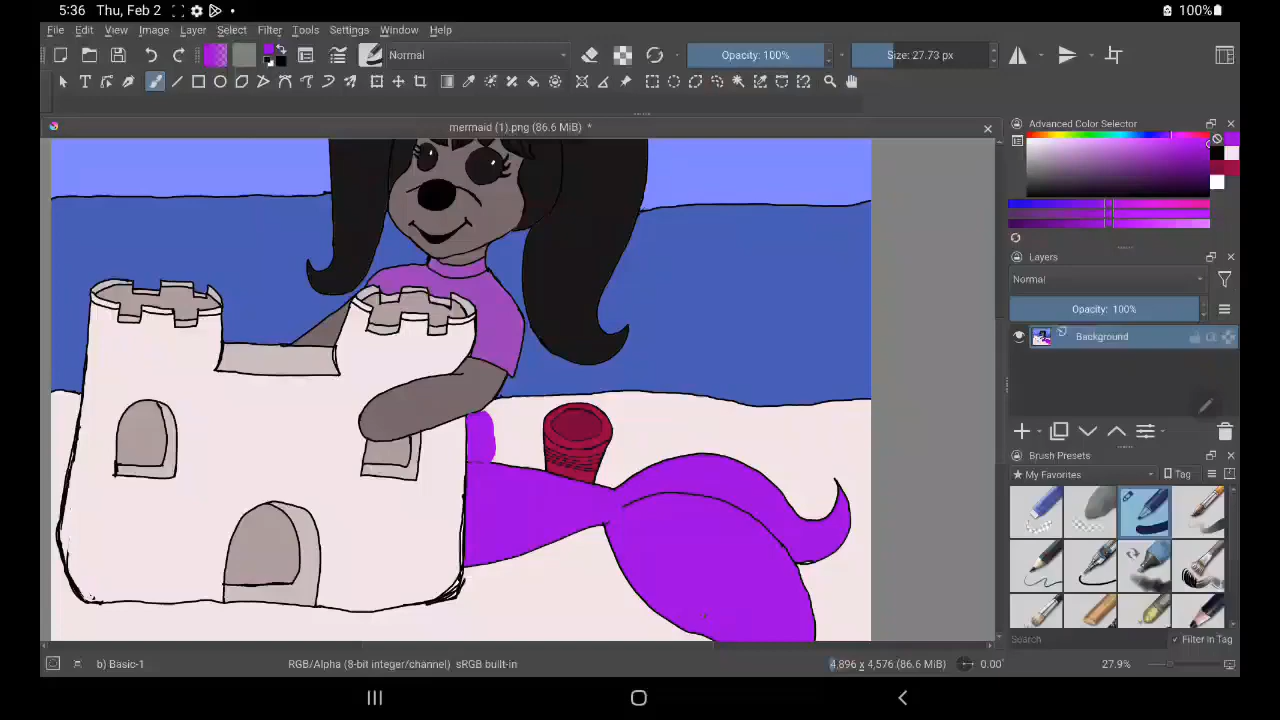 5:36 Thu, Feb 2 100%
File Edit View Image Layer Select Filter Tools Settings Window Help
Normal Opacity: 100% Size: 27.73 px
mermaid (1).png (86.6 MiB) *
Advanced Color Selector
Layers
Normal
Opacity: 100%
Background
Brush Presets
My Favorites Tag
Search Filter in Tag
b) Basic-1 RGB/Alpha (8-bit integer/channel) sRGB built-in 4,896 x 4,576 (86.6 MiB) 0.00° 27.9%